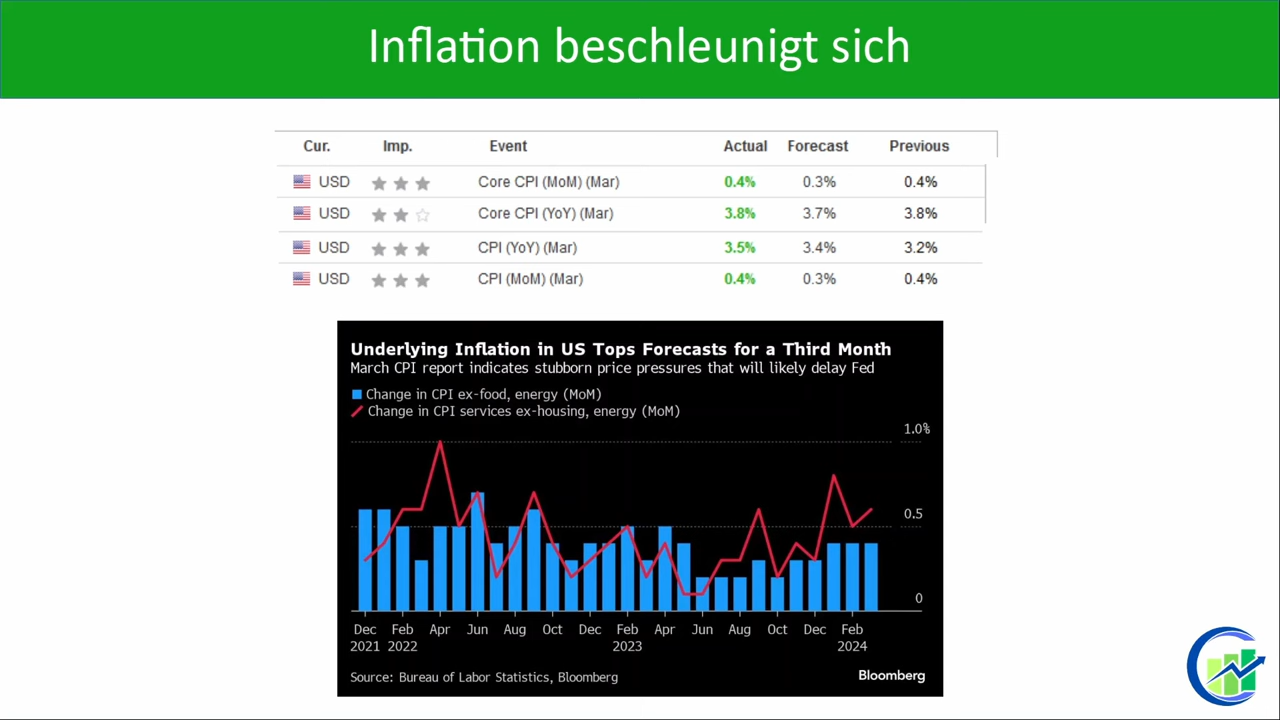 Inflation beschleunigt sich
Cur. Imp. Event Actual Forecast Previous
USD Core CPI (MoM) (Mar) 0.4% 0.3% 0.4%
USD Core CPI (YoY) (Mar) 3.8% 3.7% 3.8%
USD CPI (YoY) (Mar) 3.5% 3.4% 3.2%
USD CPI (MoM) (Mar) 0.4% 0.3% 0.4%
Underlying Inflation in US Tops Forecasts for a Third Month
March CPI report indicates stubborn price pressures that will likely delay Fed
Change in CPI ex-food, energy (MoM)
Change in CPI services ex-housing, energy (MoM)
1.0%
0.5
0
Dec Feb Apr Jun Aug Oct Dec Feb Apr Jun Aug Oct Dec Feb
2021 2022 2023 2024
Source: Bureau of Labor Statistics, Bloomberg
Bloomberg